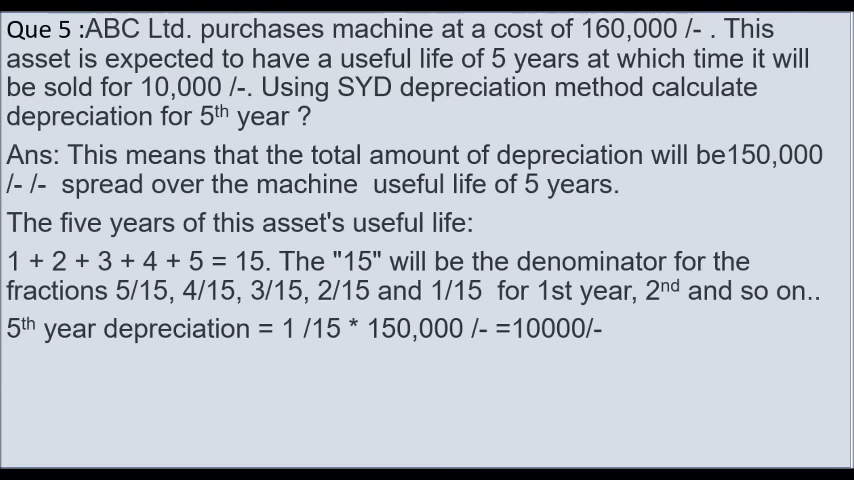 Que 5 :ABC Ltd. purchases machine at a cost of 160,000 /- . This
asset is expected to have a useful life of 5 years at which time it will
be sold for 10,000 /-. Using SYD depreciation method calculate
depreciation for 5th year ?
Ans: This means that the total amount of depreciation will be150,000
/- /- spread over the machine useful life of 5 years.
The five years of this asset's useful life:
1 + 2 + 3 + 4 + 5 = 15. The "15" will be the denominator for the
fractions 5/15, 4/15, 3/15, 2/15 and 1/15 for 1st year, 2nd and so on..
5th year depreciation = 1 /15 * 150,000 /- =10000/-